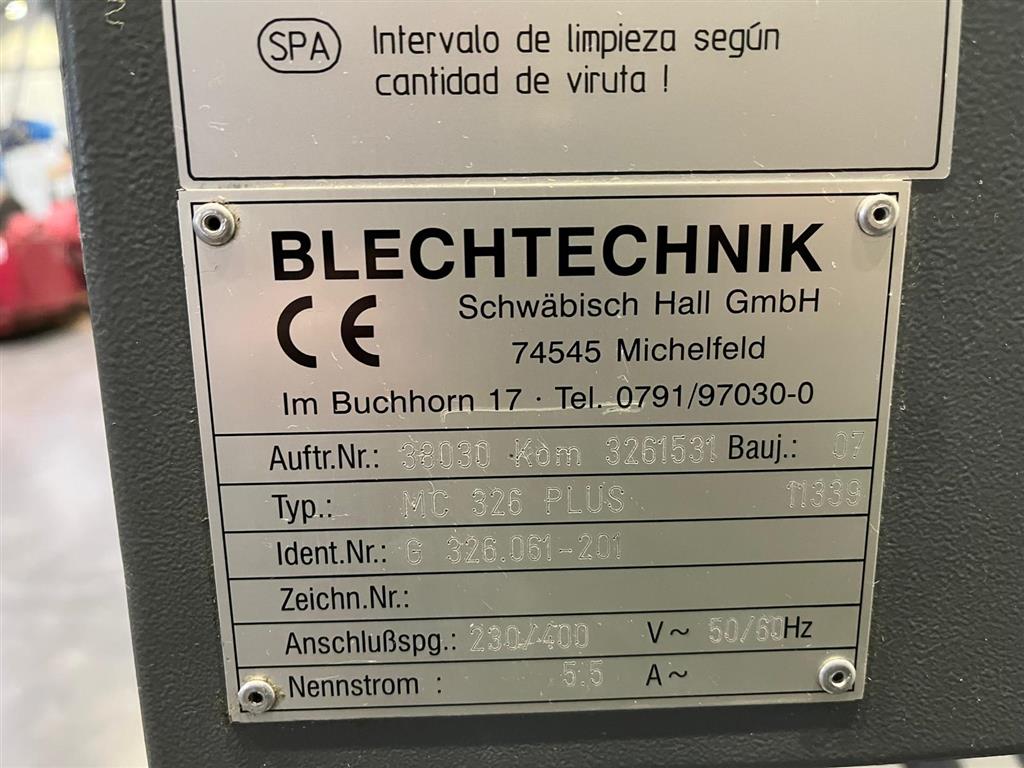 SPA Intervalo de limpieza según
cantidad de viruta !
BLECHTECHNIK
CE Schwäbisch Hall GmbH
74545 Michelfeld
Im Buchhorn 17 · Tel. 0791/97030-0
Auftr.Nr.: 38030 Kom 3261531 Bauj.: 07
Typ.: MC 326 PLUS 11339
Ident.Nr.: G 326.061-201
Zeichn.Nr.:
Anschlußspg.: 230/400 V~ 50/60Hz
Nennstrom : 5.5 A~